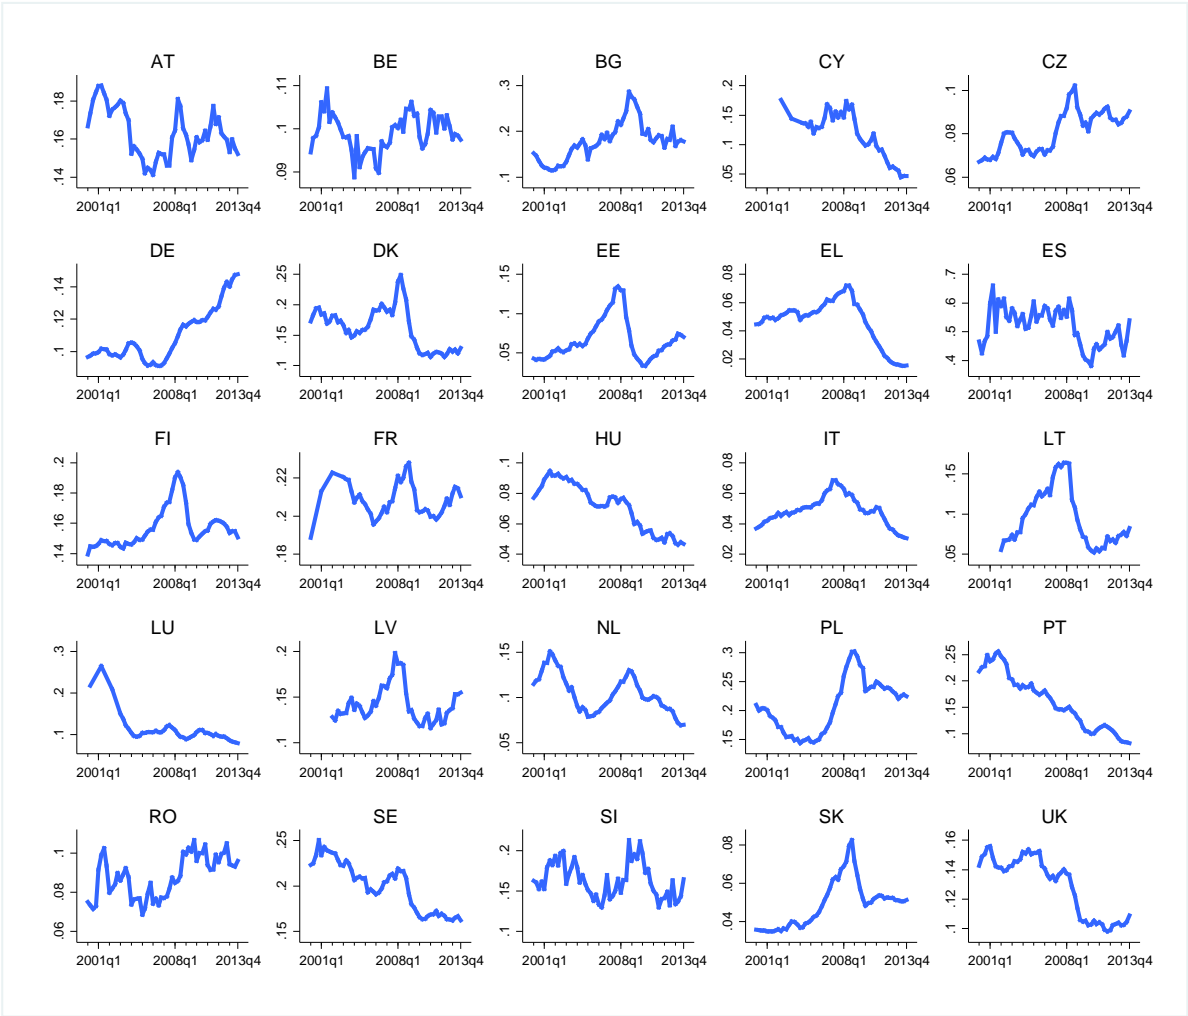 AT BE BG CY CZ
.14 .16 .18 .09 .1 .11 .1 .2 .3 .05 .1 .15 .2 .06 .08 .1
2001q1 2008q1 2013q4 2001q1 2008q1 2013q4 2001q1 2008q1 2013q4 2001q1 2008q1 2013q4 2001q1 2008q1 2013q4
DE DK EE EL ES
.1 .12 .14 .1 .15 .2 .25 .05 .1 .15 .02 .04 .06 .08 .4 .5 .6 .7
2001q1 2008q1 2013q4 2001q1 2008q1 2013q4 2001q1 2008q1 2013q4 2001q1 2008q1 2013q4 2001q1 2008q1 2013q4
FI FR HU IT LT
.14 .16 .18 .2 .18 .2 .22 .04 .06 .08 .1 .02 .04 .06 .08 .05 .1 .15
2001q1 2008q1 2013q4 2001q1 2008q1 2013q4 2001q1 2008q1 2013q4 2001q1 2008q1 2013q4 2001q1 2008q1 2013q4
LU LV NL PL PT
.1 .2 .3 .1 .15 .2 .05 .1 .15 .15 .2 .25 .3 .1 .15 .2 .25
2001q1 2008q1 2013q4 2001q1 2008q1 2013q4 2001q1 2008q1 2013q4 2001q1 2008q1 2013q4 2001q1 2008q1 2013q4
RO SE SI SK UK
.06 .08 .1 .15 .2 .25 .1 .15 .2 .04 .06 .08 .1 .12 .14 .16
2001q1 2008q1 2013q4 2001q1 2008q1 2013q4 2001q1 2008q1 2013q4 2001q1 2008q1 2013q4 2001q1 2008q1 2013q4